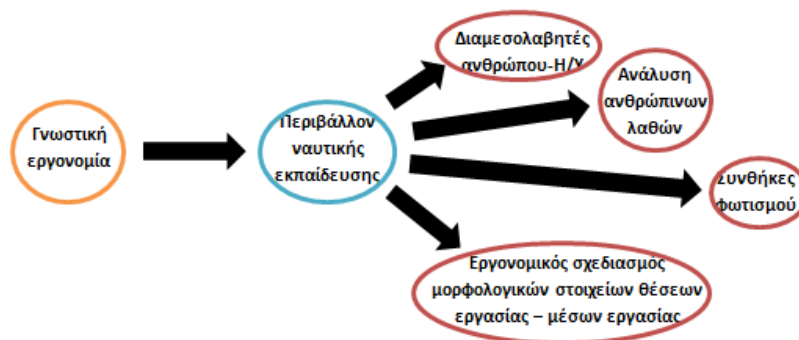 Γνωστική
εργονομία
Περιβάλλον
ναυτικής
εκπαίδευσης
Διαμεσολαβητές
ανθρώπου-Η/Υ
Ανάλυση
ανθρώπινων
λαθών
Συνθήκες
φωτισμού
Εργονομικός σχεδιασμός
μορφολογικών στοιχείων θέσεων
εργασίας – μέσων εργασίας